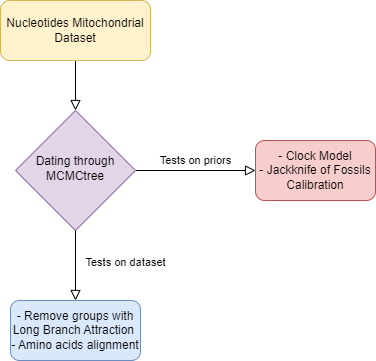 Nucleotides Mitochondrial
Dataset
Dating through
MCMCtree
Tests on priors
- Clock Model
- Jackknife of Fossils
Calibration
Tests on dataset
- Remove groups with
Long Branch Attraction
- Amino acids alignment